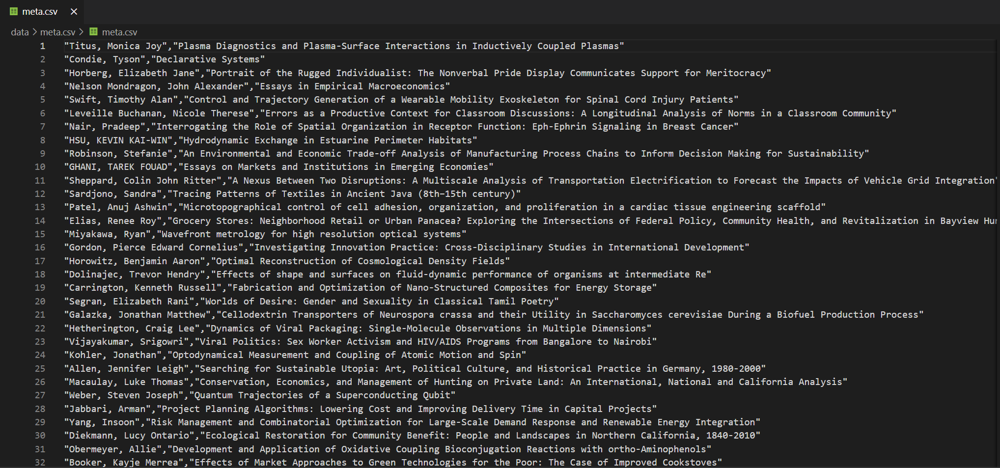 meta.csv
data > meta.csv > meta.csv
1 "Titus, Monica Joy","Plasma Diagnostics and Plasma-Surface Interactions in Inductively Coupled Plasmas"
2 "Condie, Tyson","Declarative Systems"
3 "Horberg, Elizabeth Jane","Portrait of the Rugged Individualist: The Nonverbal Pride Display Communicates Support for Meritocracy"
4 "Nelson Mondragon, John Alexander","Essays in Empirical Macroeconomics"
5 "Swift, Timothy Alan","Control and Trajectory Generation of a Wearable Mobility Exoskeleton for Spinal Cord Injury Patients"
6 "Leveille Buchanan, Nicole Therese","Errors as a Productive Context for Classroom Discussions: A Longitudinal Analysis of Norms in a Classroom Community"
7 "Nair, Pradeep","Interrogating the Role of Spatial Organization in Receptor Function: Eph-Ephrin Signaling in Breast Cancer"
8 "HSU, KEVIN KAI-WIN","Hydrodynamic Exchange in Estuarine Perimeter Habitats"
9 "Robinson, Stefanie","An Environmental and Economic Trade-off Analysis of Manufacturing Process Chains to Inform Decision Making for Sustainability"
10 "GHANI, TAREK FOUAD","Essays on Markets and Institutions in Emerging Economies"
11 "Sheppard, Colin John Ritter","A Nexus Between Two Disruptions: A Multiscale Analysis of Transportation Electrification to Forecast the Impacts of Vehicle Grid Integration"
12 "Sardjono, Sandra","Tracing Patterns of Textiles in Ancient Java (8th–15th century)"
13 "Patel, Anuj Ashwin","Microtopographical control of cell adhesion, organization, and proliferation in a cardiac tissue engineering scaffold"
14 "Elias, Renee Roy","Grocery Stores: Neighborhood Retail or Urban Panacea? Exploring the Intersections of Federal Policy, Community Health, and Revitalization in Bayview
15 "Miyakawa, Ryan","Wavefront metrology for high resolution optical systems"
16 "Gordon, Pierce Edward Cornelius","Investigating Innovation Practice: Cross-Disciplinary Studies in International Development"
17 "Horowitz, Benjamin Aaron","Optimal Reconstruction of Cosmological Density Fields"
18 "Dolinajec, Trevor Hendry","Effects of shape and surfaces on fluid-dynamic performance of organisms at intermediate Re"
19 "Carrington, Kenneth Russell","Fabrication and Optimization of Nano-Structured Composites for Energy Storage"
20 "Segran, Elizabeth Rani","Worlds of Desire: Gender and Sexuality in Classical Tamil Poetry"
21 "Galazka, Jonathan Matthew","Cellodextrin Transporters of Neurospora crassa and their Utility in Saccharomyces cerevisiae During a Biofuel Production Process"
22 "Hetherington, Craig Lee","Dynamics of Viral Packaging: Single-Molecule Observations in Multiple Dimensions"
23 "Vijayakumar, Srigowri","Viral Politics: Sex Worker Activism and HIV/AIDS Programs from Bangalore to Nairobi"
24 "Kohler, Jonathan","Optodynamical Measurement and Coupling of Atomic Motion and Spin"
25 "Allen, Jennifer Leigh","Searching for Sustainable Utopia: Art, Political Culture, and Historical Practice in Germany, 1980-2000"
26 "Macaulay, Luke Thomas","Conservation, Economics, and Management of Hunting on Private Land: An International, National and California Analysis"
27 "Weber, Steven Joseph","Quantum Trajectories of a Superconducting Qubit"
28 "Jabbari, Arman","Project Planning Algorithms: Lowering Cost and Improving Delivery Time in Capital Projects"
29 "Yang, Insoon","Risk Management and Combinatorial Optimization for Large-Scale Demand Response and Renewable Energy Integration"
30 "Diekmann, Lucy Ontario","Ecological Restoration for Community Benefit: People and Landscapes in Northern California, 1840-2010"
31 "Obermeyer, Allie","Development and Application of Oxidative Coupling Bioconjugation Reactions with ortho-Aminophenols"
32 "Booker, Kayje Merrea","Effects of Market Approaches to Green Technologies for the Poor: The Case of Improved Cookstoves"